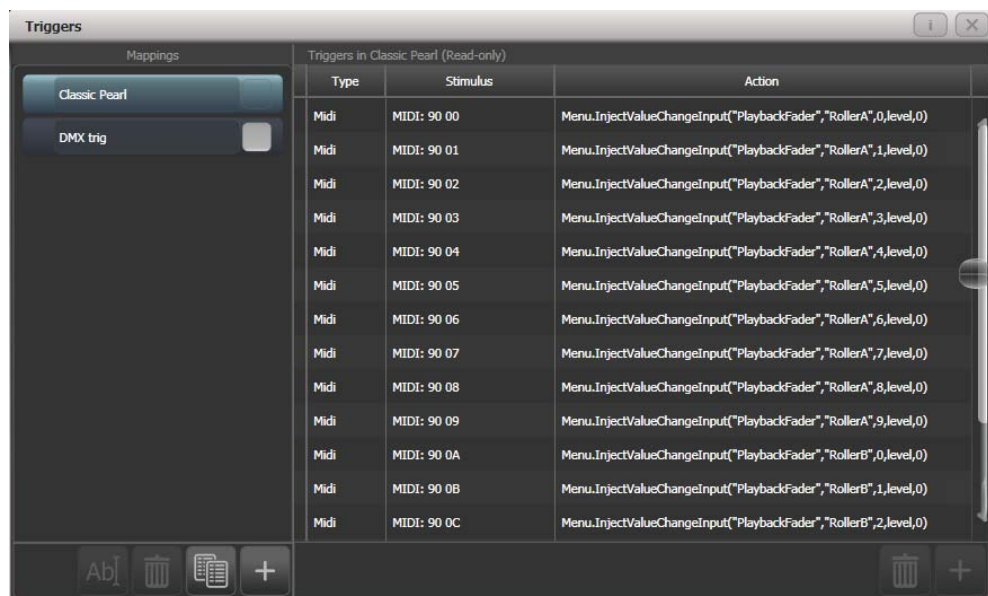 Triggers
i
Mappings
Triggers in Classic Pearl (Read-only)
Classic Pearl
DMX trig
Type Stimulus Action
Midi MIDI: 90 00 Menu.InjectValueChangeInput("PlaybackFader","RollerA",0,level,0)
Midi MIDI: 90 01 Menu.InjectValueChangeInput("PlaybackFader","RollerA",1,level,0)
Midi MIDI: 90 02 Menu.InjectValueChangeInput("PlaybackFader","RollerA",2,level,0)
Midi MIDI: 90 03 Menu.InjectValueChangeInput("PlaybackFader","RollerA",3,level,0)
Midi MIDI: 90 04 Menu.InjectValueChangeInput("PlaybackFader","RollerA",4,level,0)
Midi MIDI: 90 05 Menu.InjectValueChangeInput("PlaybackFader","RollerA",5,level,0)
Midi MIDI: 90 06 Menu.InjectValueChangeInput("PlaybackFader","RollerA",6,level,0)
Midi MIDI: 90 07 Menu.InjectValueChangeInput("PlaybackFader","RollerA",7,level,0)
Midi MIDI: 90 08 Menu.InjectValueChangeInput("PlaybackFader","RollerA",8,level,0)
Midi MIDI: 90 09 Menu.InjectValueChangeInput("PlaybackFader","RollerA",9,level,0)
Midi MIDI: 90 0A Menu.InjectValueChangeInput("PlaybackFader","RollerB",0,level,0)
Midi MIDI: 90 0B Menu.InjectValueChangeInput("PlaybackFader","RollerB",1,level,0)
Midi MIDI: 90 0C Menu.InjectValueChangeInput("PlaybackFader","RollerB",2,level,0)
Ab